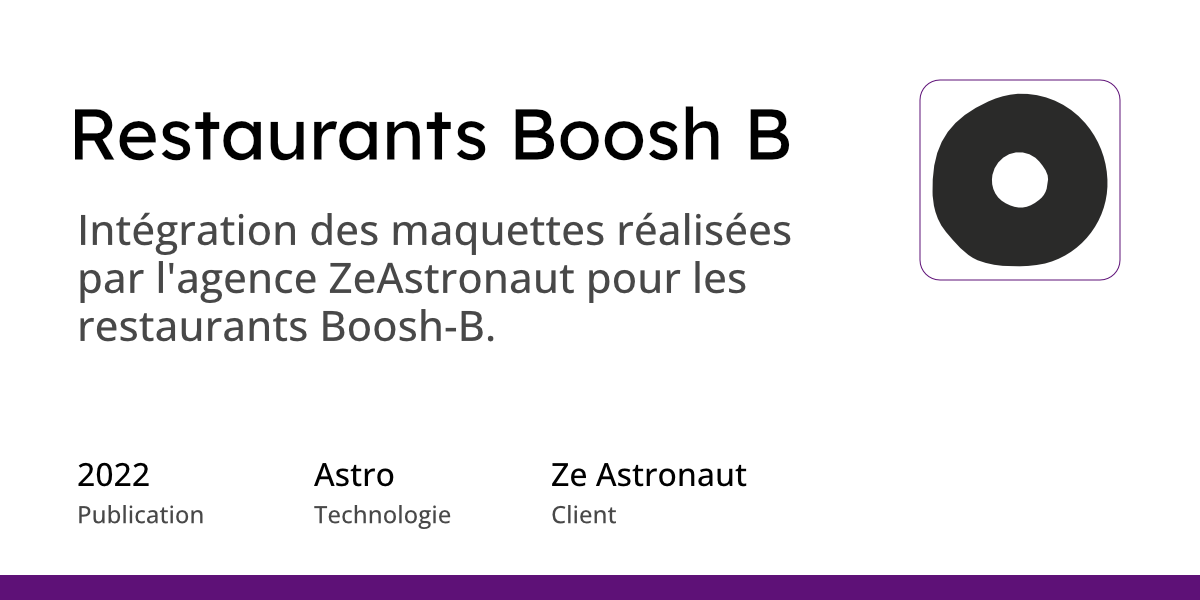 Restaurants Boosh B
Intégration des maquettes réalisées
par l'agence ZeAstronaut pour les
restaurants Boosh-B.
2022
Publication
Astro
Technologie
Ze Astronaut
Client